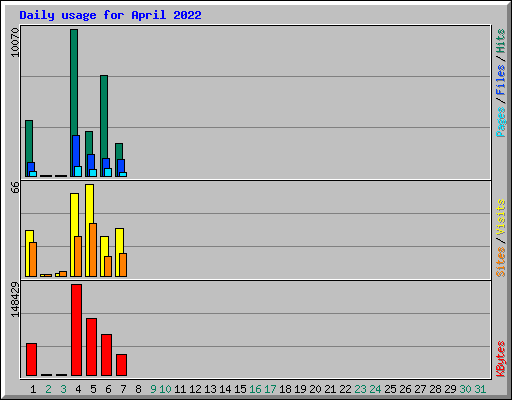 Daily usage for April 2022
10070
Pages / Files / Hits
66
Sites / Visits
148429
KBytes
1 2 3 4 5 6 7 8 9 10 11 12 13 14 15 16 17 18 19 20 21 22 23 24 25 26 27 28 29 30 31